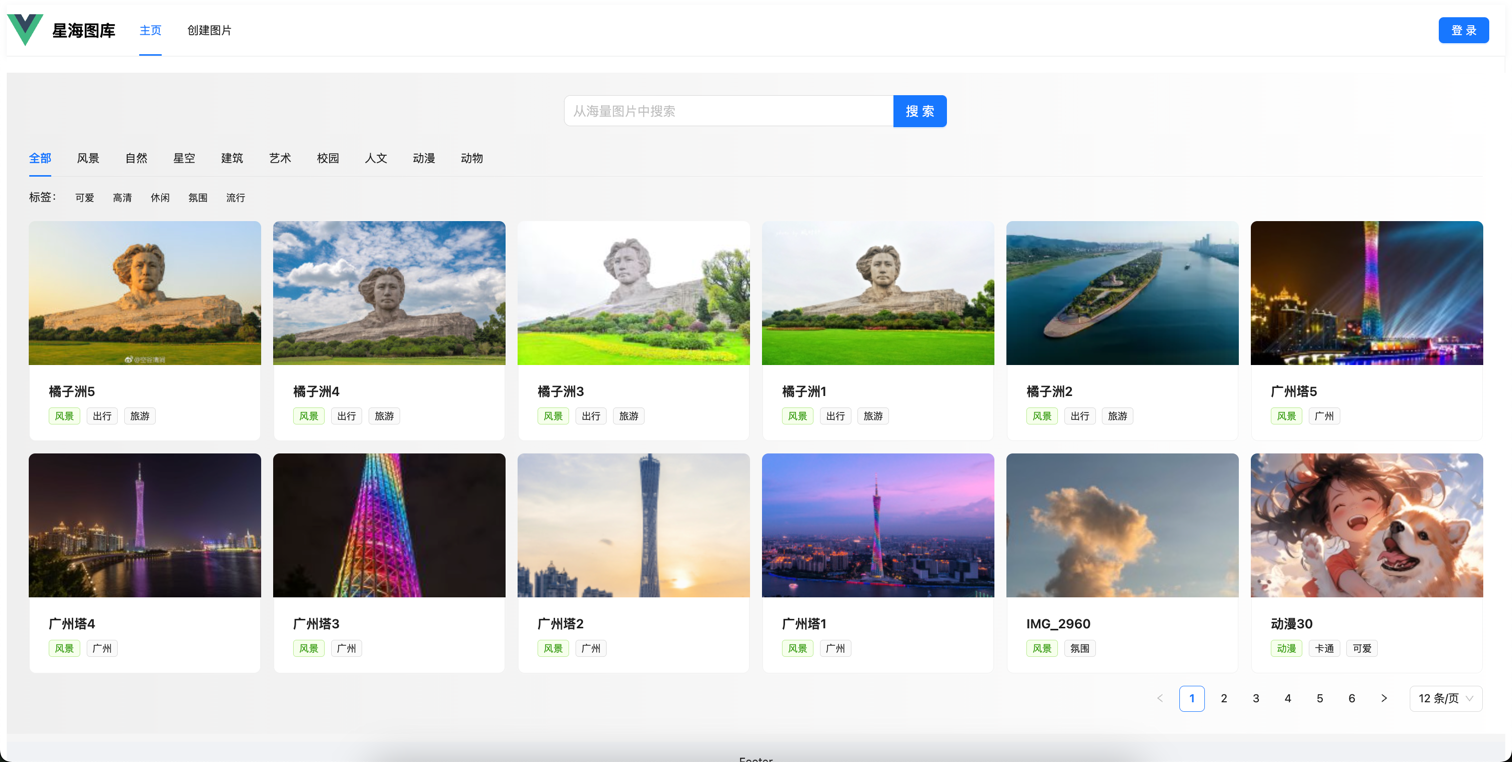 星海图库 主页 创建图片 登 录
从海量图片中搜索 搜 索
全部 风景 自然 星空 建筑 艺术 校园 人文 动漫 动物
标签： 可爱 高清 休闲 氛围 流行
橘子洲5 橘子洲4 橘子洲3 橘子洲1 橘子洲2 广州塔5
风景 出行 旅游 风景 出行 旅游 风景 出行 旅游 风景 出行 旅游 风景 出行 旅游 风景 广州
广州塔4 广州塔3 广州塔2 广州塔1 IMG_2960 动漫30
风景 广州 风景 广州 风景 广州 风景 广州 风景 氛围 动漫 卡通 可爱
1 2 3 4 5 6 12 条/页
Footer